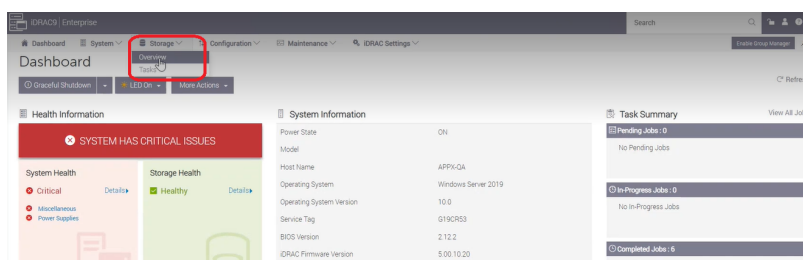 iDRAC9 | Enterprise
Search
Dashboard System Storage Configuration Maintenance iDRAC Settings
Enable Group Manager
Overview
Tasks
Dashboard
Graceful Shutdown LED On More Actions
Refre
Health Information
SYSTEM HAS CRITICAL ISSUES
System Health
Critical Details
Miscellaneous
Power Supplies
Storage Health
Healthy Details
System Information
Power State ON
Model
Host Name APPX-QA
Operating System Windows Server 2019
Operating System Version 10.0
Service Tag G19CR53
BIOS Version 2.12.2
iDRAC Firmware Version 5.00.10.20
Task Summary View All Jo
Pending Jobs : 0
No Pending Jobs
In-Progress Jobs : 0
No In-Progress Jobs
Completed Jobs : 6